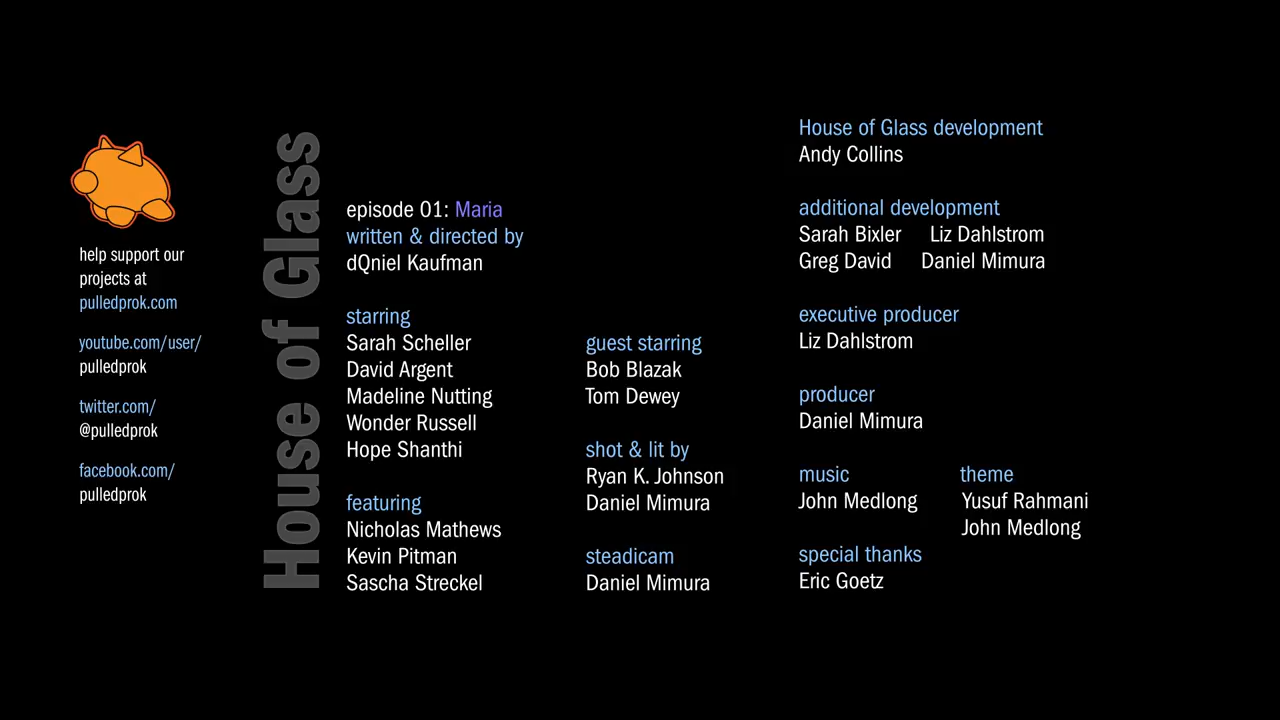 help support our
projects at
pulledprok.com
youtube.com/user/
pulledprok
twitter.com/
@pulledprok
facebook.com/
pulledprok
House of Glass
episode 01: Maria
written & directed by
dQniel Kaufman
starring
Sarah Scheller
David Argent
Madeline Nutting
Wonder Russell
Hope Shanthi
featuring
Nicholas Mathews
Kevin Pitman
Sascha Streckel
guest starring
Bob Blazak
Tom Dewey
shot & lit by
Ryan K. Johnson
Daniel Mimura
steadicam
Daniel Mimura
House of Glass development
Andy Collins
additional development
Sarah Bixler Liz Dahlstrom
Greg David Daniel Mimura
executive producer
Liz Dahlstrom
producer
Daniel Mimura
music
John Medlong
theme
Yusuf Rahmani
John Medlong
special thanks
Eric Goetz